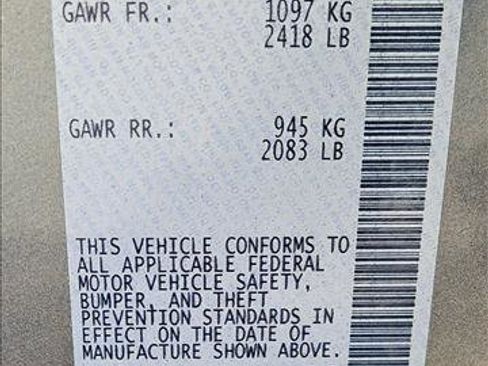 GAWR FR.: 1097 KG
2418 LB
GAWR RR.: 945 KG
2083 LB
THIS VEHICLE CONFORMS TO
ALL APPLICABLE FEDERAL
MOTOR VEHICLE SAFETY,
BUMPER, AND THEFT
PREVENTION STANDARDS IN
EFFECT ON THE DATE OF
MANUFACTURE SHOWN ABOVE.